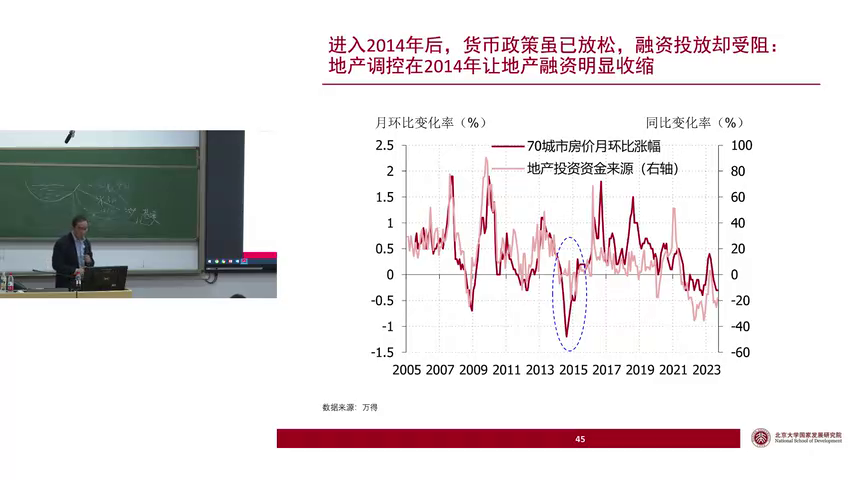 进入2014年后，货币政策虽已放松，融资投放却受阻：
地产调控在2014年让地产融资明显收缩
月环比变化率（%）
同比变化率（%）
70城市房价月环比涨幅
地产投资资金来源（右轴）
2.5
2
1.5
1
0.5
0
-0.5
-1
-1.5
100
80
60
40
20
0
-20
-40
-60
2005 2007 2009 2011 2013 2015 2017 2019 2021 2023
数据来源：万得
45
北京大学国家发展研究院
National School of Development